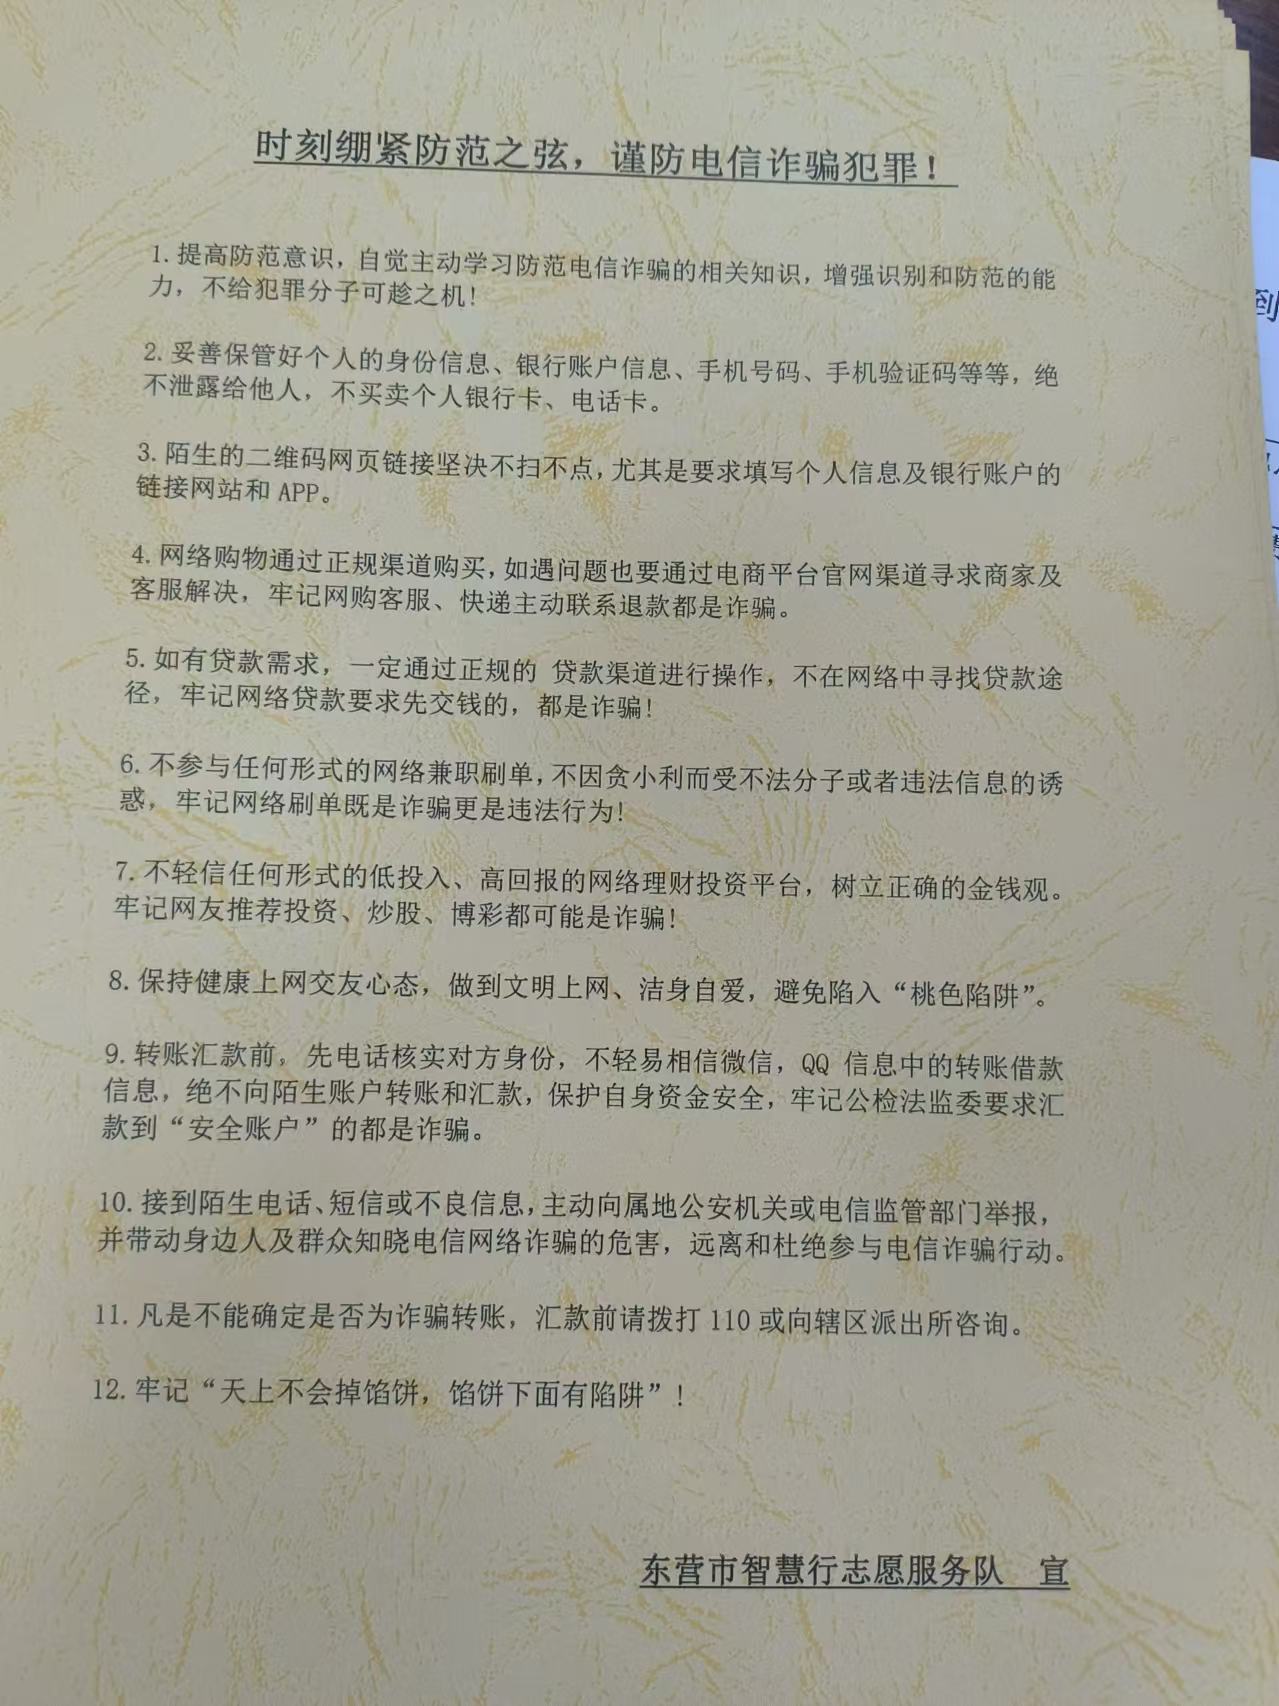 时刻绷紧防范之弦，谨防电信诈骗犯罪！
1.提高防范意识，自觉主动学习防范电信诈骗的相关知识，增强识别和防范的能
力，不给犯罪分子可趁之机!
2.妥善保管好个人的身份信息、银行账户信息、手机号码、手机验证码等等，绝
不泄露给他人，不买卖个人银行卡、电话卡。
3.陌生的二维码网页链接坚决不扫不点，尤其是要求填写个人信息及银行账户的
链接网站和 APP。
4.网络购物通过正规渠道购买，如遇问题也要通过电商平台官网渠道寻求商家及
客服解决，牢记网购客服、快递主动联系退款都是诈骗。
5.如有贷款需求，一定通过正规的 贷款渠道进行操作，不在网络中寻找贷款途
径，牢记网络贷款要求先交钱的，都是诈骗!
6.不参与任何形式的网络兼职刷单，不因贪小利而受不法分子或者违法信息的诱
惑，牢记网络刷单既是诈骗更是违法行为!
7.不轻信任何形式的低投入、高回报的网络理财投资平台，树立正确的金钱观。
牢记网友推荐投资、炒股、博彩都可能是诈骗!
8.保持健康上网交友心态，做到文明上网、洁身自爱，避免陷入“桃色陷阱”。
9.转账汇款前，先电话核实对方身份，不轻易相信微信，QQ 信息中的转账借款
信息，绝不向陌生账户转账和汇款，保护自身资金安全，牢记公检法监委要求汇
款到“安全账户”的都是诈骗。
10.接到陌生电话、短信或不良信息，主动向属地公安机关或电信监管部门举报，
并带动身边人及群众知晓电信网络诈骗的危害，远离和杜绝参与电信诈骗行动。
11.凡是不能确定是否为诈骗转账，汇款前请拨打 110 或向辖区派出所咨询。
12.牢记“天上不会掉馅饼，馅饼下面有陷阱”!
东营市智慧行志愿服务队 宣
到